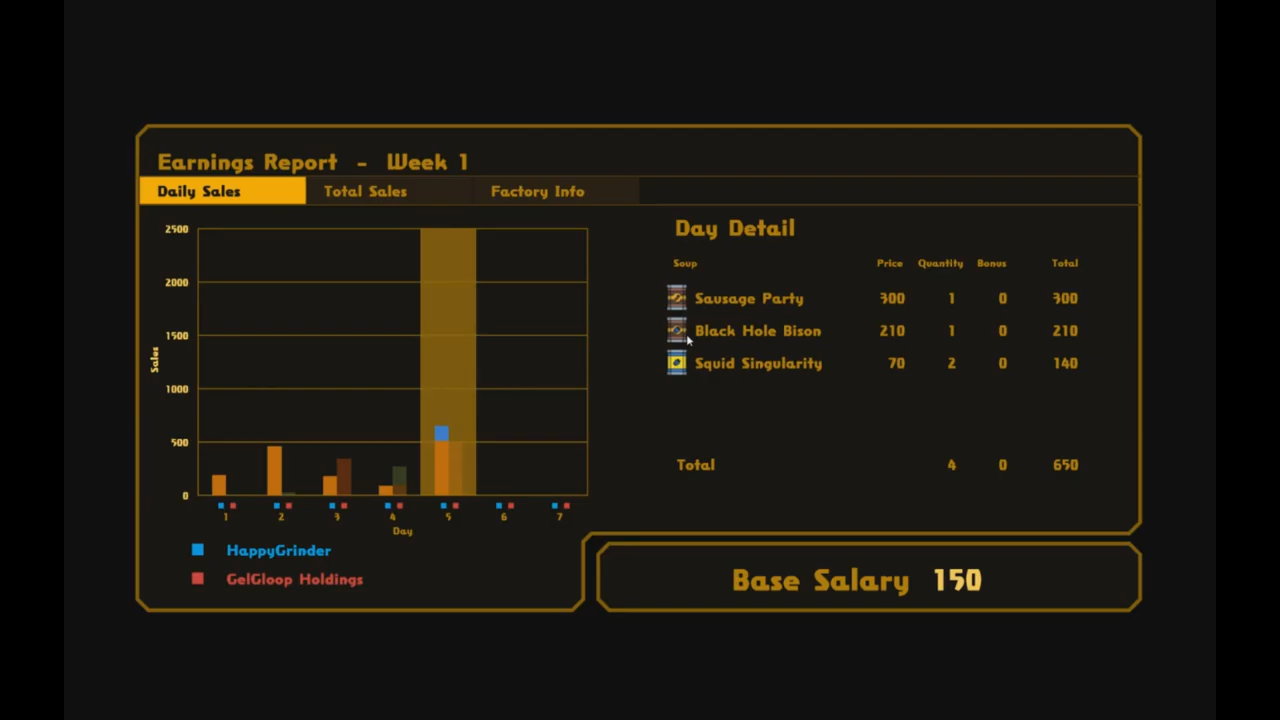 Earnings Report - Week 1
Daily Sales Total Sales Factory Info
Day Detail
Soup Price Quantity Bonus Total
Sausage Party 300 1 0 300
Black Hole Bison 210 1 0 210
Squid Singularity 70 2 0 140
Total 4 0 650
2500
2000
1500
1000
500
0
Sales
1 2 3 4 5 6 7
Day
HappyGrinder
GelGloop Holdings
Base Salary 150